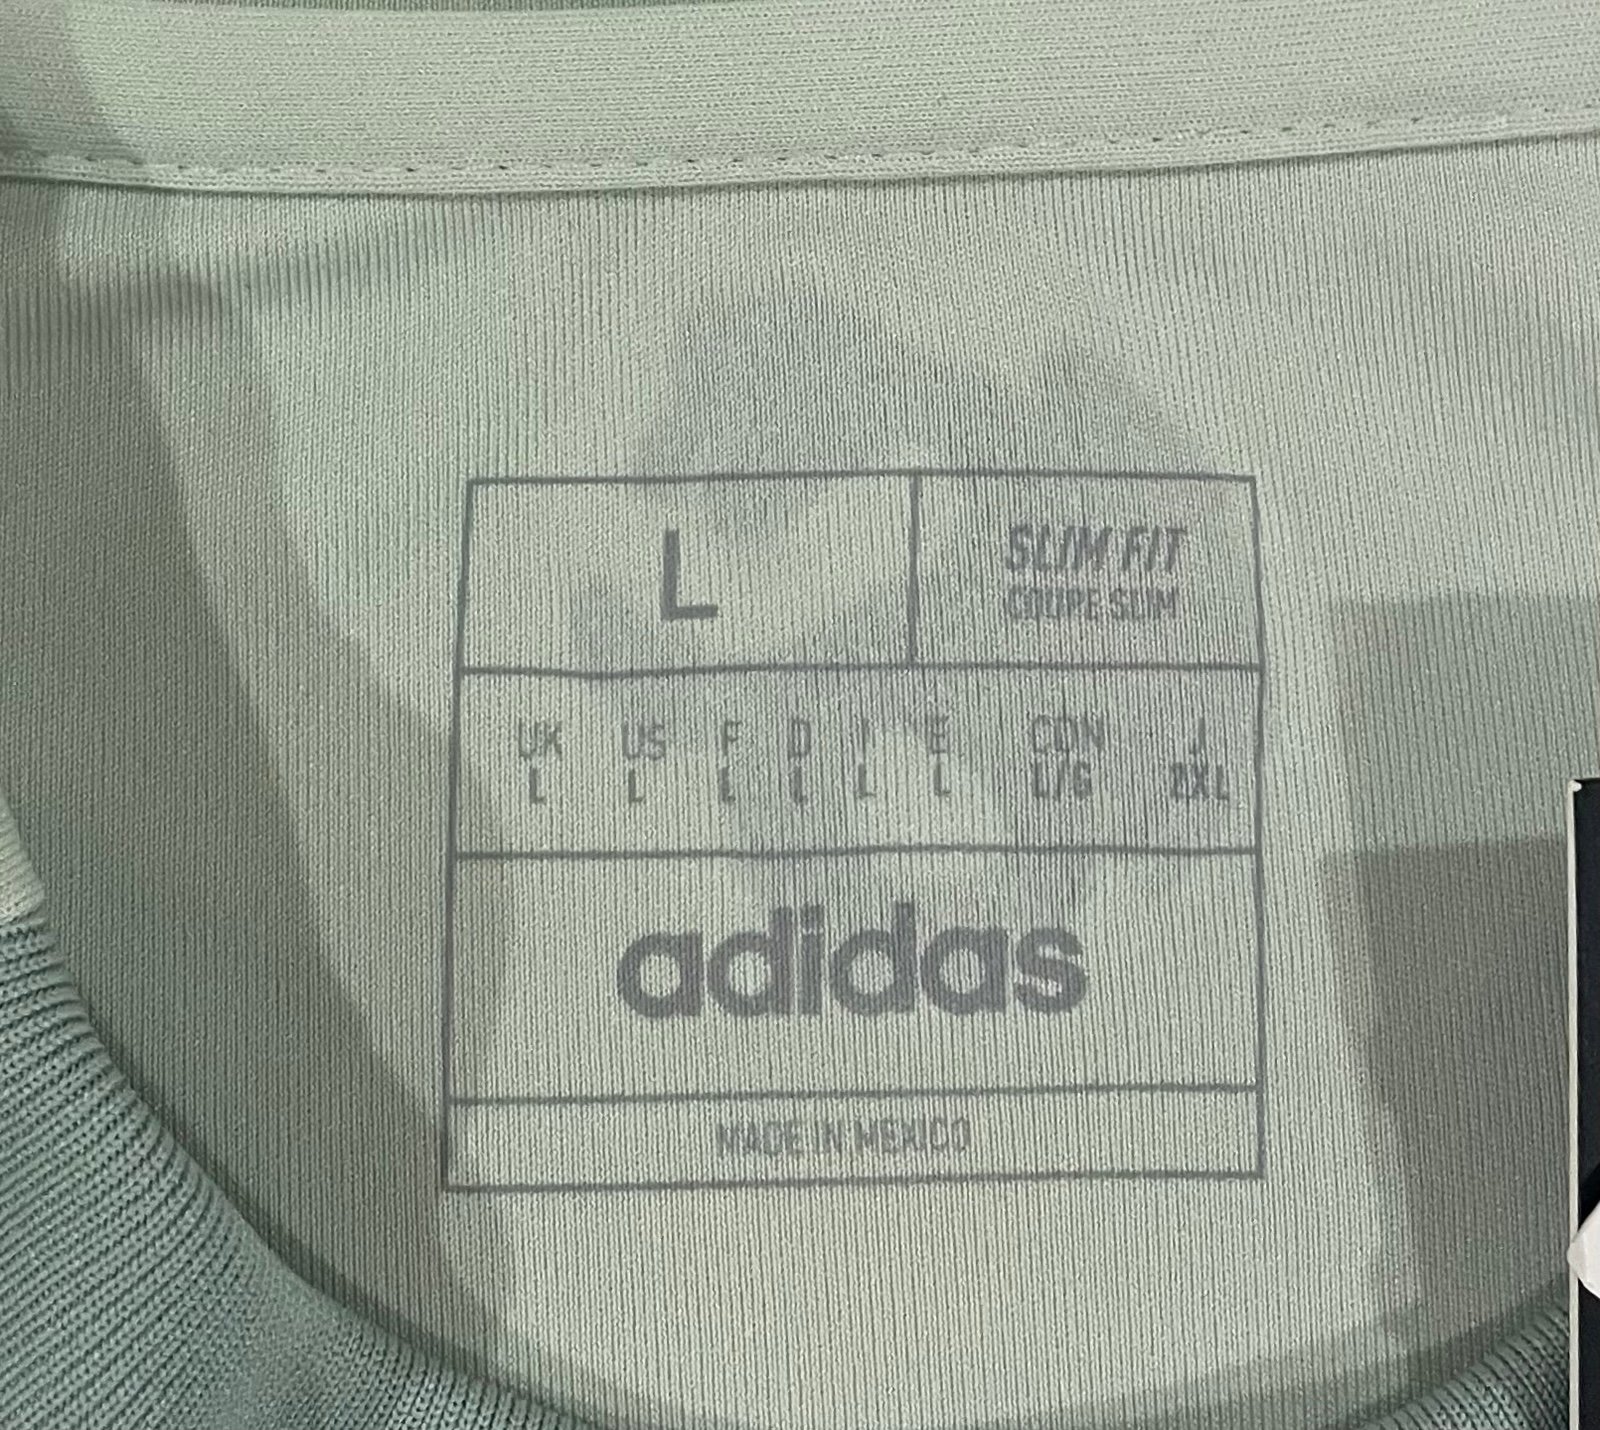 L
SLIM FIT
COUPE SLIM
UK US F D I E CDN J
L L L L L L L/G 2XL
adidas
MADE IN MEXICO